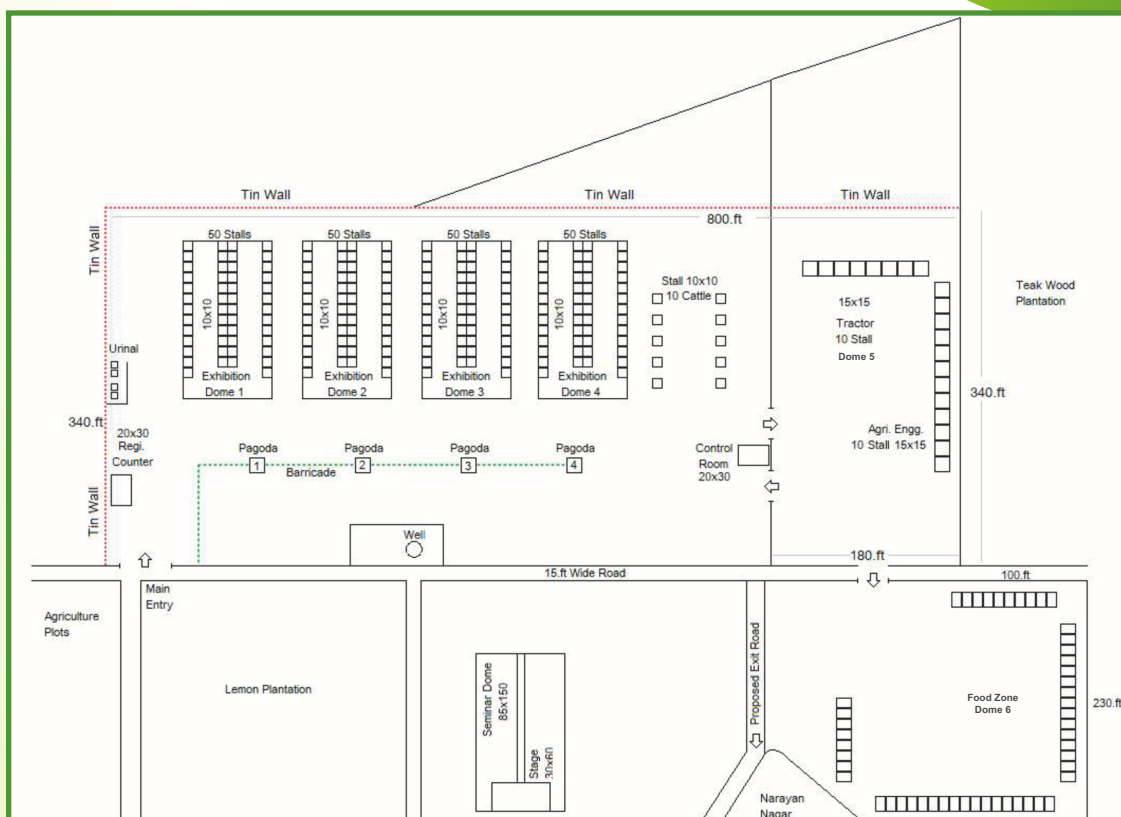 Tin Wall
Tin Wall
Tin Wall
800.ft
Tin Wall
50 Stalls
50 Stalls
50 Stalls
50 Stalls
10x10
10x10
10x10
10x10
Exhibition
Dome 1
Exhibition
Dome 2
Exhibition
Dome 3
Exhibition
Dome 4
Stall 10x10
10 Cattle
15x15
Tractor
10 Stall
Dome 5
Teak Wood
Plantation
Urinal
340.ft
340.ft
20x30
Regi.
Counter
Agri. Engg.
10 Stall 15x15
Pagoda
1
Pagoda
2
Pagoda
3
Pagoda
4
Barricade
Control
Room
20x30
Tin Wall
Well
180.ft
15.ft Wide Road
100.ft
Main
Entry
Agriculture
Plots
Lemon Plantation
Seminar Dome
85x150
Stage
30x60
Proposed Exit Road
Food Zone
Dome 6
230.ft
Narayan
Nagar